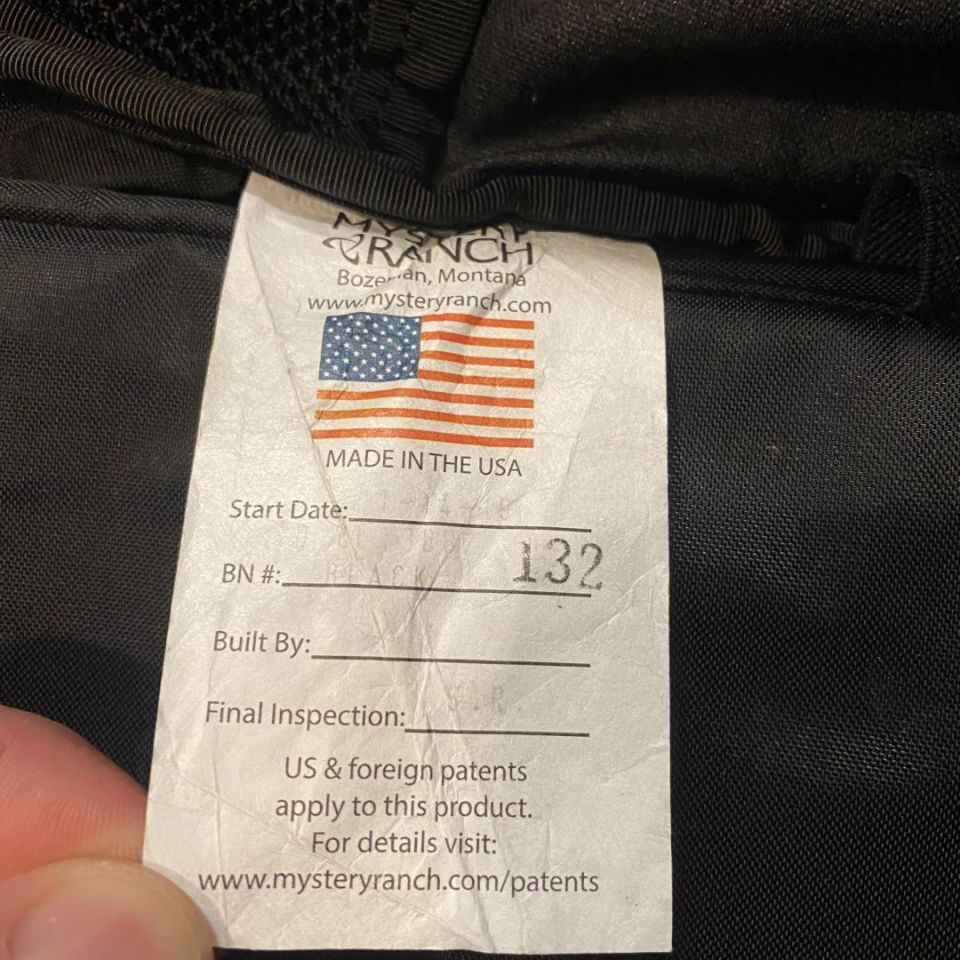 MYSTERY
RANCH
Bozeman, Montana
www.mysteryranch.com
MADE IN THE USA
Start Date:
BN #: BLACK 132
Built By:
Final Inspection:
US & foreign patents
apply to this product.
For details visit:
www.mysteryranch.com/patents